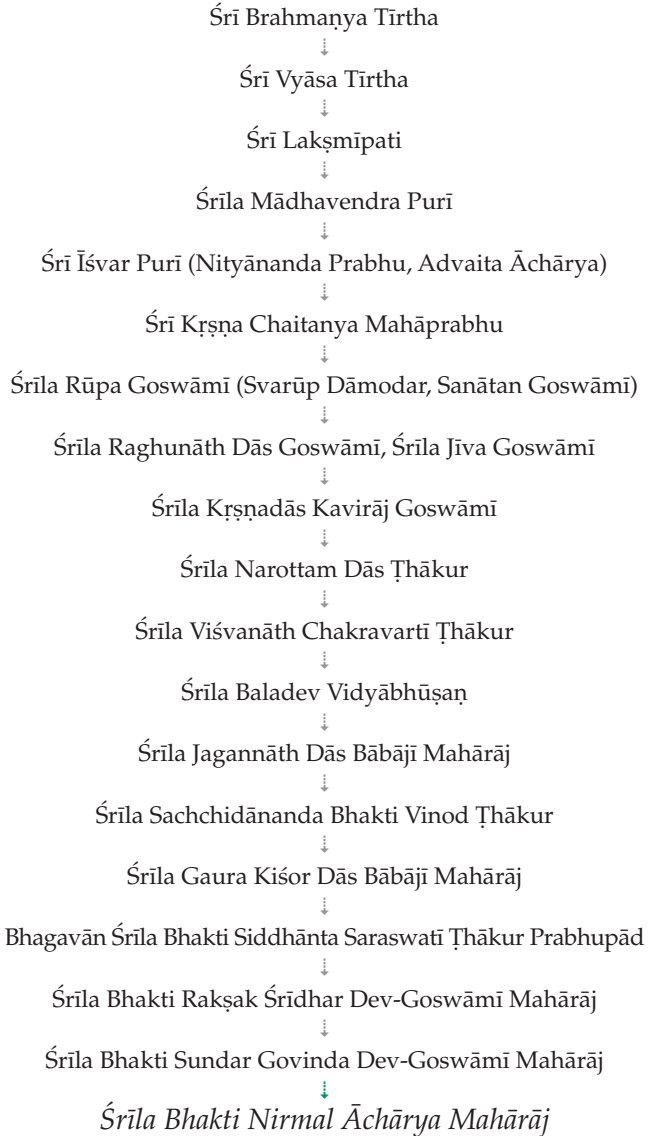 Śrī Brahmaṇya Tīrtha
Śrī Vyāsa Tīrtha
Śrī Lakṣmīpati
Śrīla Mādhavendra Purī
Śrī Īśvar Purī (Nityānanda Prabhu, Advaita Āchārya)
Śrī Kṛṣṇa Chaitanya Mahāprabhu
Śrīla Rūpa Goswāmī (Svarūp Dāmodar, Sanātan Goswāmī)
Śrīla Raghunāth Dās Goswāmī, Śrīla Jīva Goswāmī
Śrīla Kṛṣṇadās Kavirāj Goswāmī
Śrīla Narottam Dās Ṭhākur
Śrīla Viśvanāth Chakravartī Ṭhākur
Śrīla Baladev Vidyābhūṣaṇ
Śrīla Jagannāth Dās Bābājī Mahārāj
Śrīla Sachchidānanda Bhakti Vinod Ṭhākur
Śrīla Gaura Kiśor Dās Bābājī Mahārāj
Bhagavān Śrīla Bhakti Siddhānta Saraswatī Ṭhākur Prabhupād
Śrīla Bhakti Rakṣak Śrīdhar Dev-Goswāmī Mahārāj
Śrīla Bhakti Sundar Govinda Dev-Goswāmī Mahārāj
Śrīla Bhakti Nirmal Āchārya Mahārāj